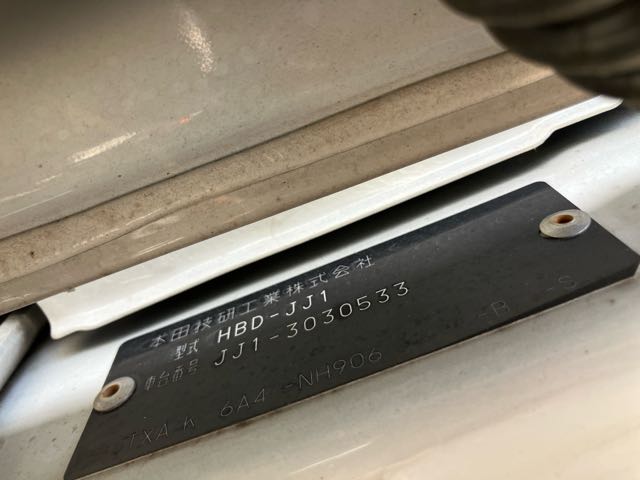 本田技研工業株式会社
型式 HBD-JJ1
車台番号 JJ1-3030533
TXA K 6A4 -NH906 -R -S